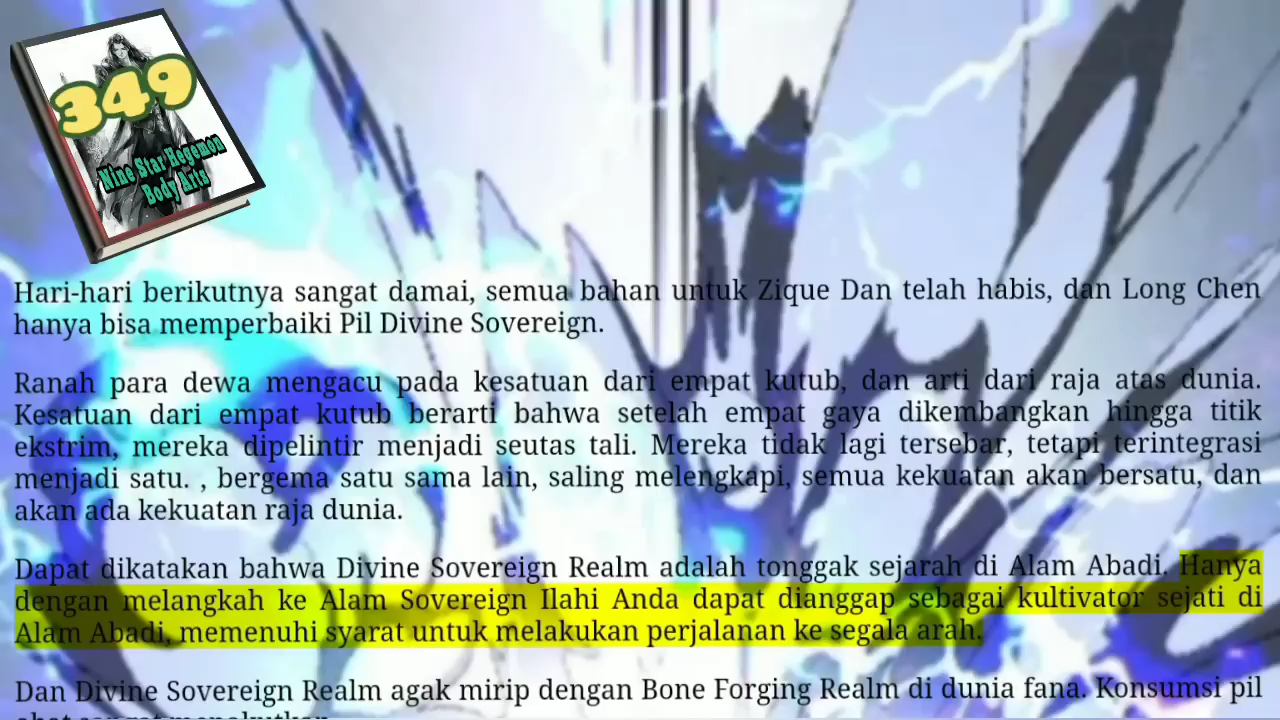 349
Nine Star Hegemon
Body Arts
Hari-hari berikutnya sangat damai, semua bahan untuk Zique Dan telah habis, dan Long Chen
hanya bisa memperbaiki Pil Divine Sovereign.
Ranah para dewa mengacu pada kesatuan dari empat kutub, dan arti dari raja atas dunia.
Kesatuan dari empat kutub berarti bahwa setelah empat gaya dikembangkan hingga titik
ekstrim, mereka dipelintir menjadi seutas tali. Mereka tidak lagi tersebar, tetapi terintegrasi
menjadi satu. , bergema satu sama lain, saling melengkapi, semua kekuatan akan bersatu, dan
akan ada kekuatan raja dunia.
Dapat dikatakan bahwa Divine Sovereign Realm adalah tonggak sejarah di Alam Abadi. Hanya
dengan melangkah ke Alam Sovereign Ilahi Anda dapat dianggap sebagai kultivator sejati di
Alam Abadi, memenuhi syarat untuk melakukan perjalanan ke segala arah.
Dan Divine Sovereign Realm agak mirip dengan Bone Forging Realm di dunia fana. Konsumsi pil